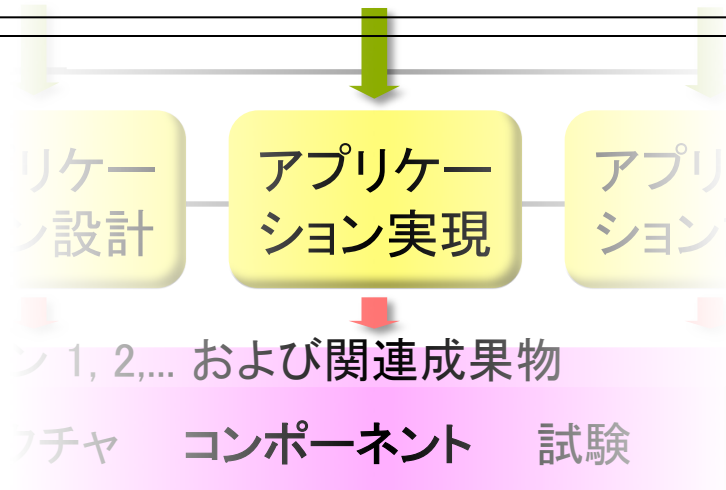 リケー
ン設計
アプリケー
ション実現
アプリ
ション
ン 1, 2,... および関連成果物
クチャ コンポーネント 試験